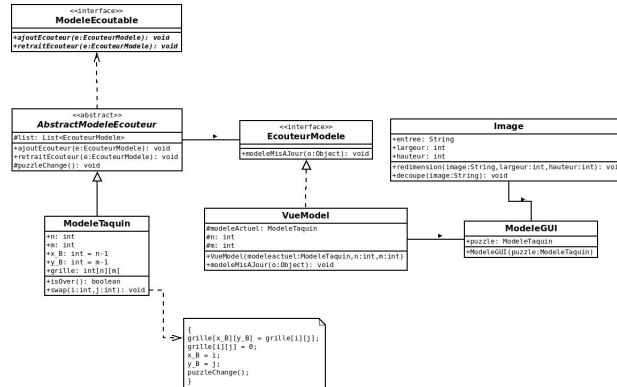 <<interface>>
ModeleEcoutable
+ajoutEcouteur(e:EcouteurModele): void
+retraitEcouteur(e:EcouteurModele): void
<<abstract>>
AbstractModeleEcouteur
#list: List<EcouteurModele>
+ajoutEcouteur(e:EcouteurModele): void
+retraitEcouteur(e:EcouteurModele): void
#puzzleChange(): void
<<interface>>
EcouteurModele
+modeleMisAJour(o:Object): void
Image
+entree: String
+largeur: int
+hauteur: int
+redimension(image:String,largeur:int,hauteur:int): voi
+decoupe(image:String): void
ModeleTaquin
+n: int
+m: int
+x_B: int = n-1
+y_B: int = m-1
+grille: int[n][m]
+isOver(): boolean
+swap(i:int,j:int): void
VueModel
#modeleActuel: ModeleTaquin
#n: int
#m: int
+VueModel(modeleactuel:ModeleTaquin,n:int,m:int)
+modeleMisAJour(o:Object): void
ModeleGUI
+puzzle: ModeleTaquin
+ModeleGUI(puzzle:ModeleTaquin)
{
grille[x_B][y_B] = grille[i][j];
grille[i][j] = 0;
x_B = i;
y_B = j;
puzzleChange();
}